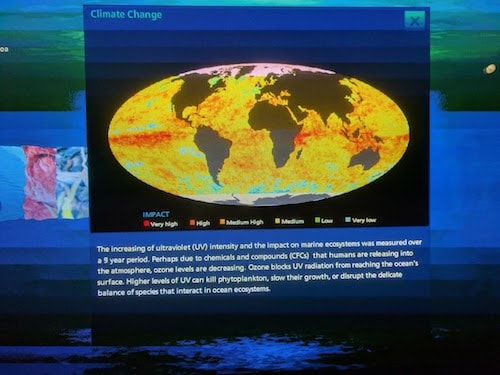 Climate Change
IMPACT
Very high High Medium High Medium Low Very low
The increasing of ultraviolet (UV) intensity and the impact on marine ecosystems was measured over
a 9 year period. Perhaps due to chemicals and compounds (CFCs) that humans are releasing into
the atmosphere, ozone levels are decreasing. Ozone blocks UV radiation from reaching the ocean's
surface. Higher levels of UV can kill phytoplankton, slow their growth, or disrupt the delicate
balance of species that interact in ocean ecosystems.